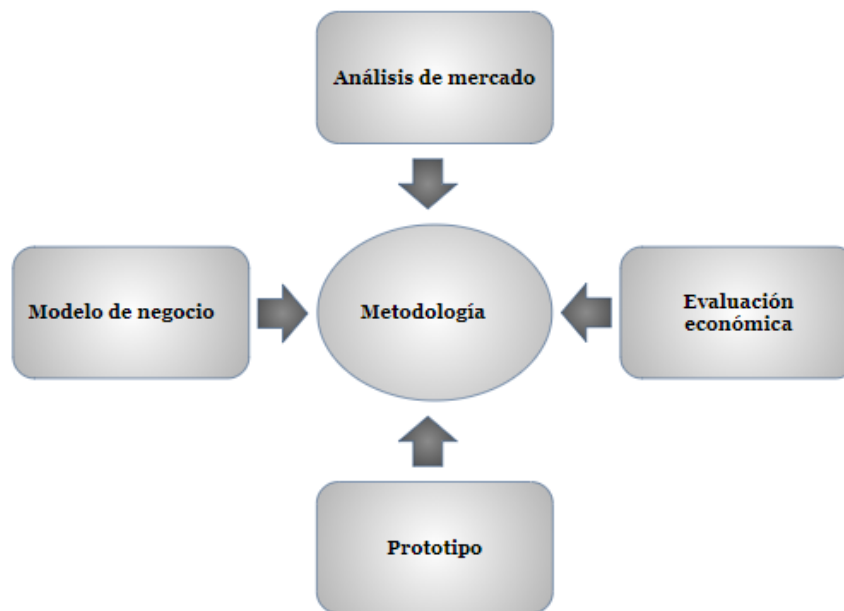 Análisis de mercado
Modelo de negocio
Metodología
Evaluación
económica
Prototipo